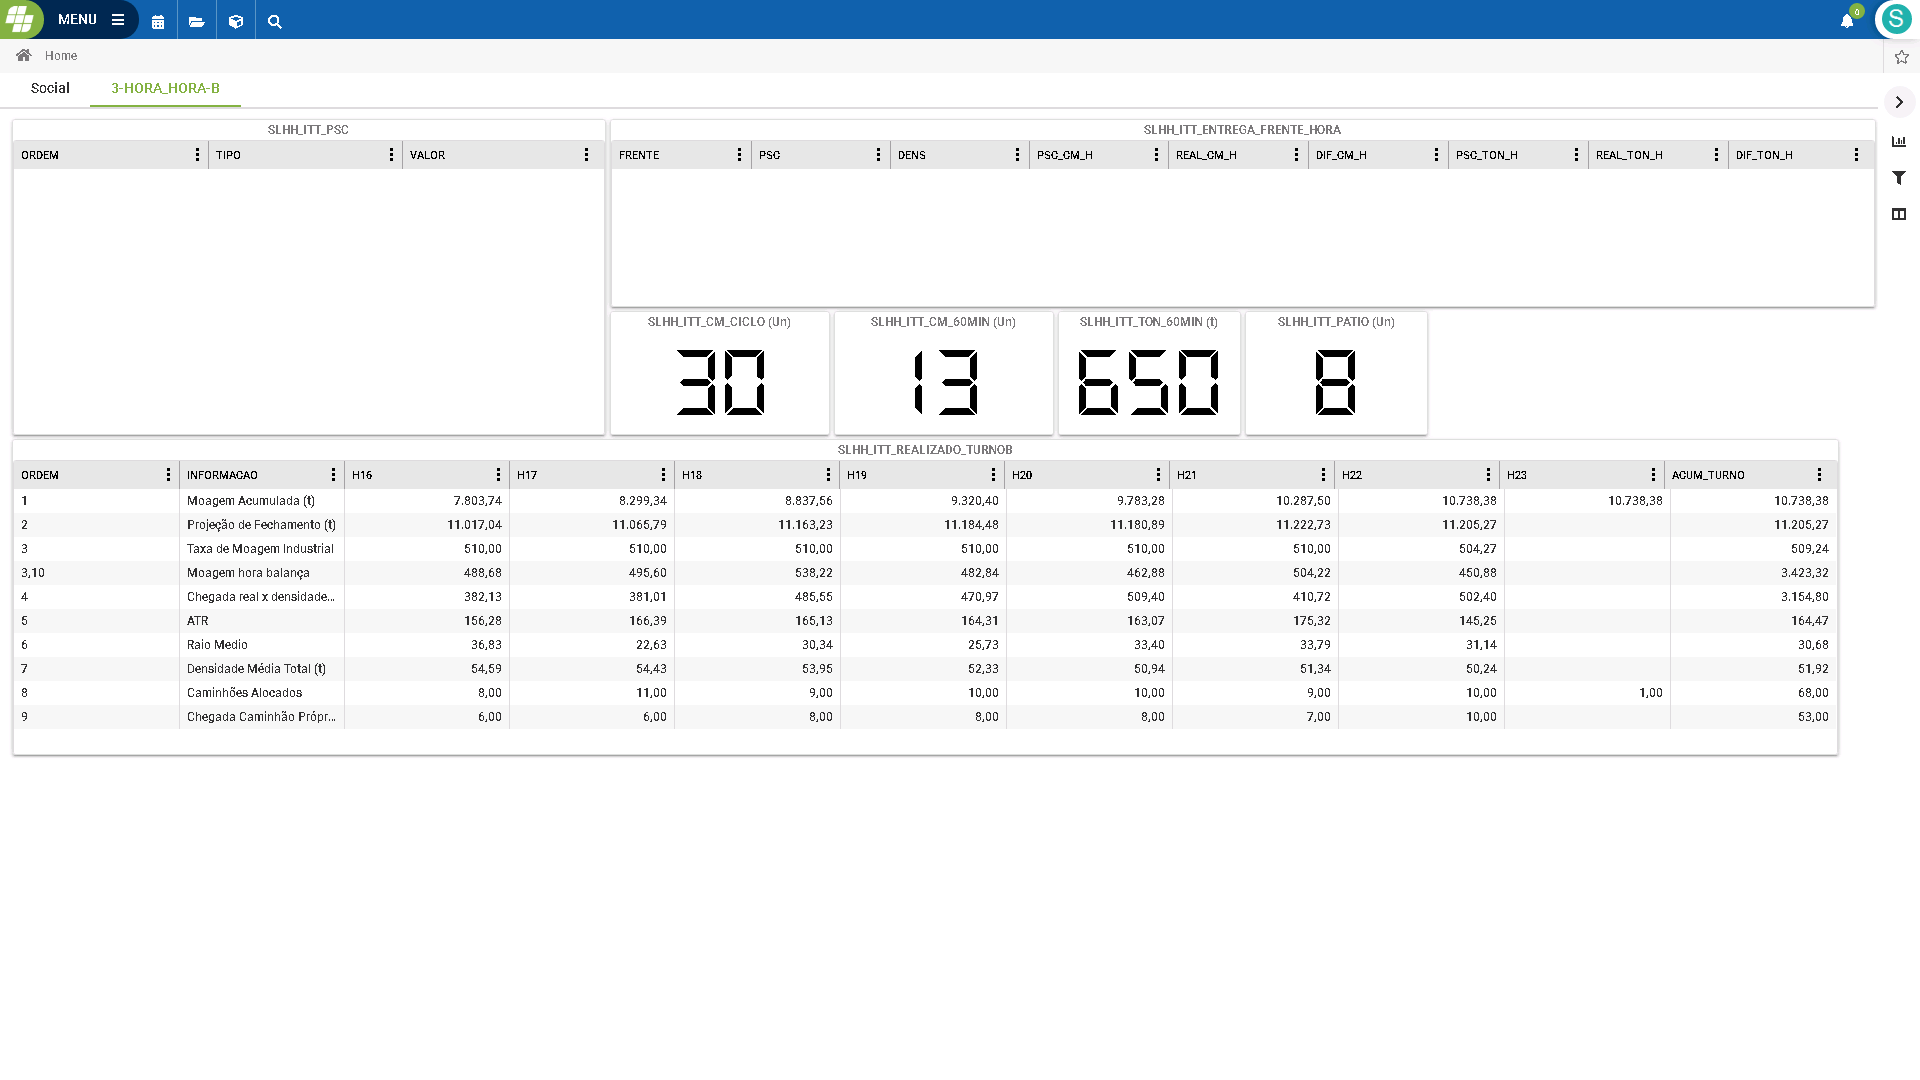 MENU
0
S
Home
Social 3-HORA_HORA-B
SLHH_ITT_PSC
ORDEM TIPO VALOR
SLHH_ITT_ENTREGA_FRENTE_HORA
FRENTE PSC DENS PSC_CM_H REAL_CM_H DIF_CM_H PSC_TON_H REAL_TON_H DIF_TON_H
SLHH_ITT_CM_CICLO (Un)
30
SLHH_ITT_CM_60MIN (Un)
13
SLHH_ITT_TON_60MIN (t)
650
SLHH_ITT_PATIO (Un)
8
SLHH_ITT_REALIZADO_TURNOB
ORDEM INFORMACAO H16 H17 H18 H19 H20 H21 H22 H23 ACUM_TURNO
1 Moagem Acumulada (t) 7.803,74 8.299,34 8.837,56 9.320,40 9.783,28 10.287,50 10.738,38 10.738,38 10.738,38
2 Projeção de Fechamento (t) 11.017,04 11.065,79 11.163,23 11.184,48 11.180,89 11.222,73 11.205,27 11.205,27
3 Taxa de Moagem Industrial 510,00 510,00 510,00 510,00 510,00 510,00 504,27 509,24
3,10 Moagem hora balança 488,68 495,60 538,22 482,84 462,88 504,22 450,88 3.423,32
4 Chegada real x densidade... 382,13 381,01 485,55 470,97 509,40 410,72 502,40 3.154,80
5 ATR 156,28 166,39 165,13 164,31 163,07 175,32 145,25 164,47
6 Raio Medio 36,83 22,63 30,34 25,73 33,40 33,79 31,14 30,68
7 Densidade Média Total (t) 54,59 54,43 53,95 52,33 50,94 51,34 50,24 51,92
8 Caminhões Alocados 8,00 11,00 9,00 10,00 10,00 9,00 10,00 1,00 68,00
9 Chegada Caminhão Própr... 6,00 6,00 8,00 8,00 8,00 7,00 10,00 53,00